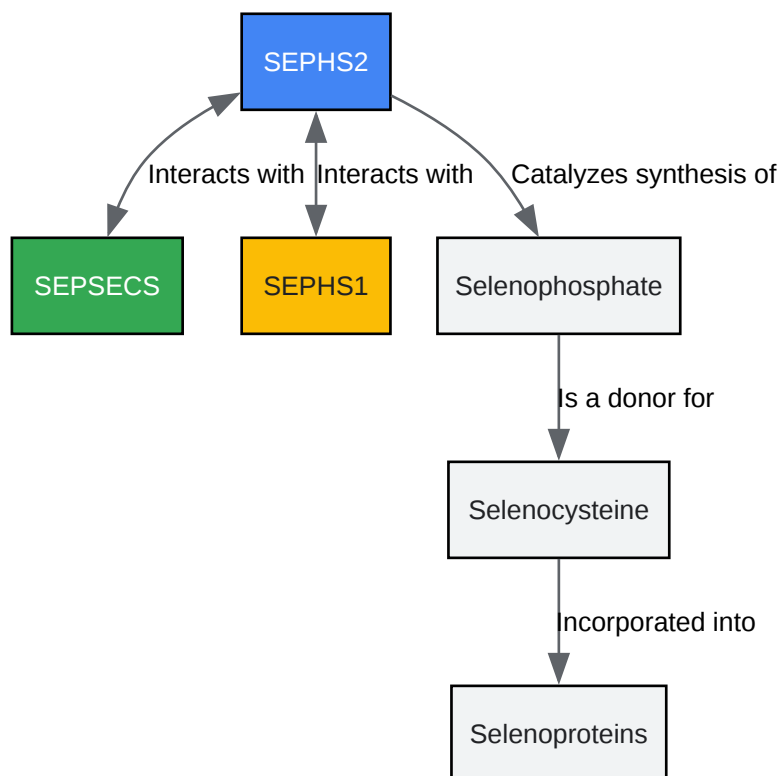 SEPHS2
Interacts with
Interacts with
Catalyzes synthesis of
SEPSECS
SEPHS1
Selenophosphate
Is a donor for
Selenocysteine
Incorporated into
Selenoproteins